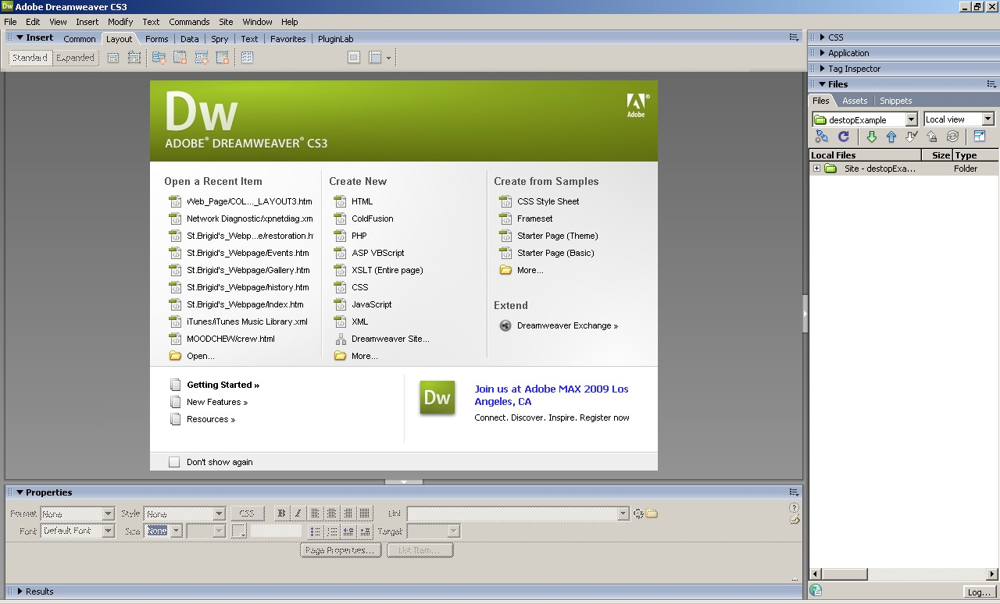 Adobe Dreamweaver CS3
File Edit View Insert Modify Text Commands Site Window Help
Insert Common Layout Forms Data Spry Text Favorites PluginLab
Standard Expanded
Dw
ADOBE® DREAMWEAVER® CS3
Adobe
Open a Recent Item
Web_Page/COL..._LAYOUT3.htm
Network Diagnostic/xpnetdiag.xm
St.Brigid's_Webp...e/restoration.h
St.Brigid's_Webpage/Events.htm
St.Brigid's_Webpage/Gallery.htm
St.Brigid's_Webpage/history.htm
St.Brigid's_Webpage/Index.htm
iTunes/iTunes Music Library.xml
MOODCHEW/crew.html
Open...
Create New
HTML
ColdFusion
PHP
ASP VBScript
XSLT (Entire page)
CSS
JavaScript
XML
Dreamweaver Site...
More...
Create from Samples
CSS Style Sheet
Frameset
Starter Page (Theme)
Starter Page (Basic)
More...
Extend
Dreamweaver Exchange »
Getting Started »
New Features »
Resources »
Dw
Join us at Adobe MAX 2009 Los
Angeles, CA
Connect. Discover. Inspire. Register now
Don't show again
Properties
Format None Style None CSS B I Link
Font Default Font Size None Target
Page Properties... List Item...
Results
CSS
Application
Tag Inspector
Files
Files Assets Snippets
destopExample Local view
Local Files Size Type
Site - destopExa... Folder
Log...